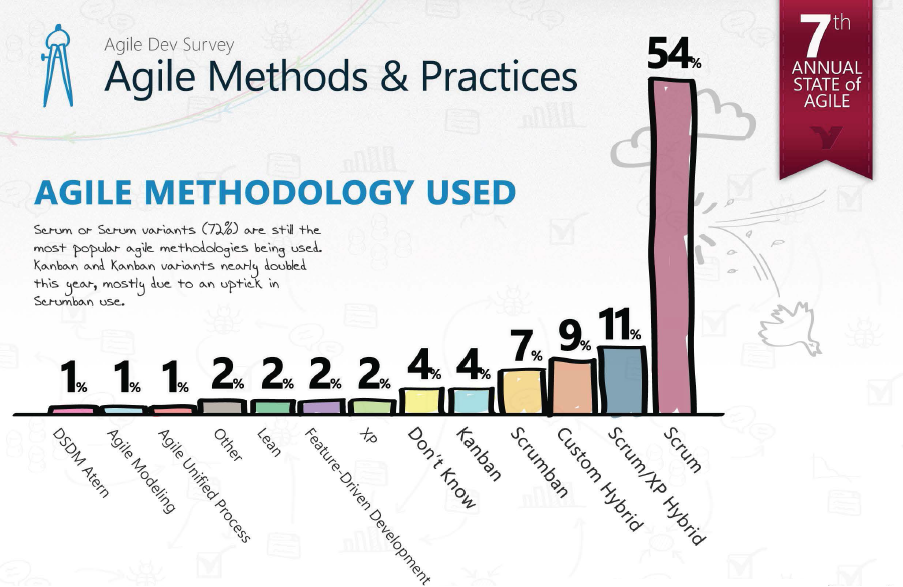 Agile Dev Survey
Agile Methods & Practices
7th
ANNUAL
STATE of
AGILE
AGILE METHODOLOGY USED
Scrum or Scrum variants (72%) are still the
most popular agile methodologies being used.
Kanban and Kanban variants nearly doubled
this year, mostly due to an uptick in
Scrumban use.
1%
1%
1%
2%
2%
2%
2%
4%
4%
7%
9%
11%
54%
DSDM Atern
Agile Modeling
Agile Unified Process
Other
Lean
Feature-Driven Development
XP
Don't Know
Kanban
Scrumban
Custom Hybrid
Scrum/XP Hybrid
Scrum